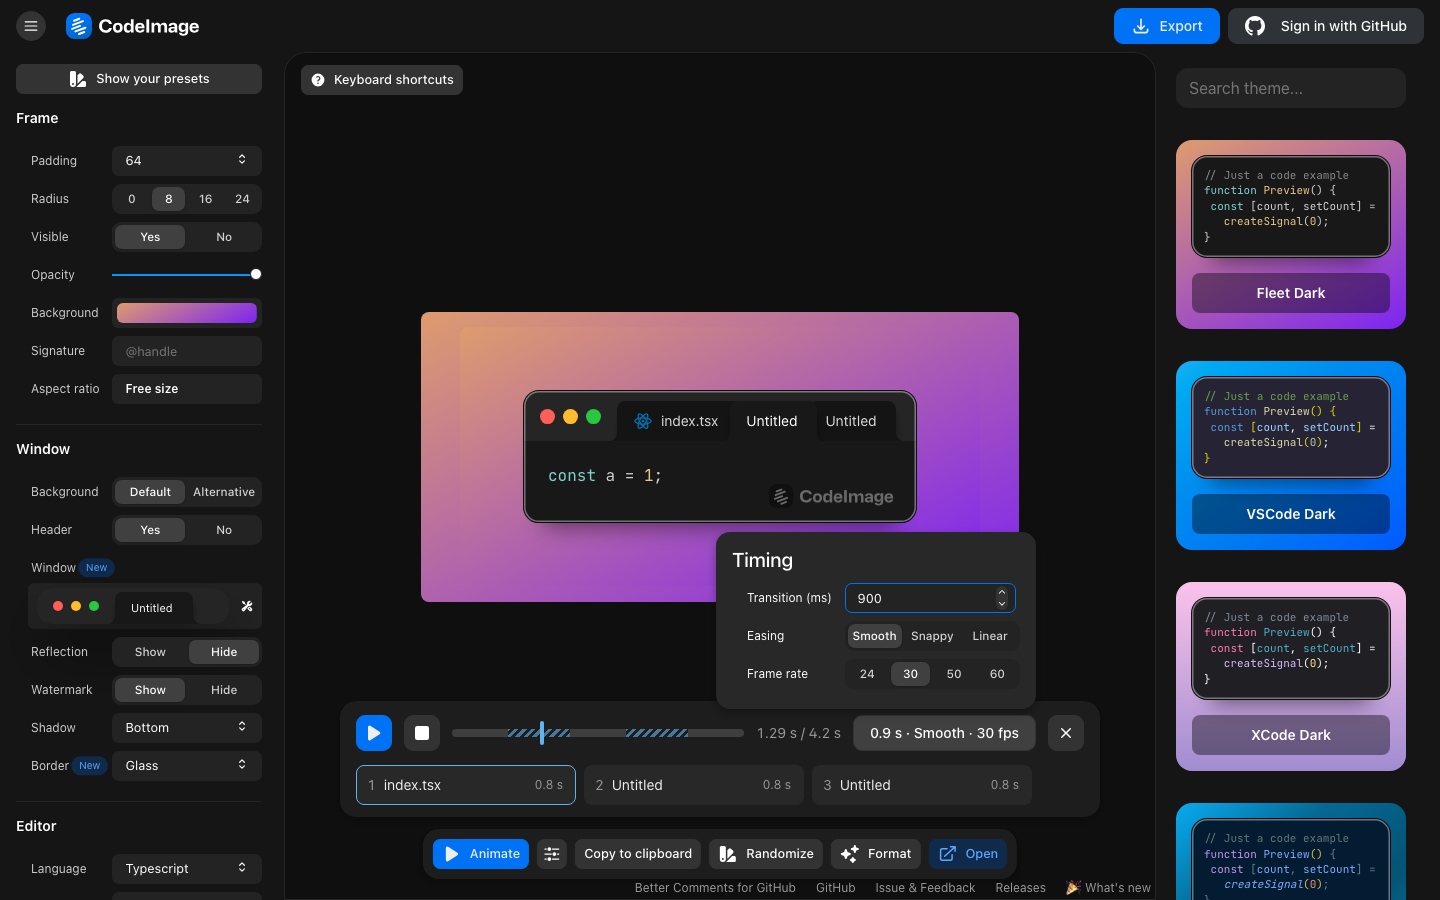 CodeImage
Export
Sign in with GitHub
Show your presets
Keyboard shortcuts
Search theme...
Frame
Padding
64
Radius
0 8 16 24
Visible
Yes No
Opacity
Background
Signature
@handle
Aspect ratio
Free size
Window
Background
Default Alternative
Header
Yes No
Window New
Untitled
Reflection
Show Hide
Watermark
Show Hide
Shadow
Bottom
Border New
Glass
Editor
Language
Typescript
index.tsx Untitled Untitled
const a = 1;
CodeImage
Timing
Transition (ms)
900
Easing
Smooth Snappy Linear
Frame rate
24 30 50 60
1.29 s / 4.2 s
0.9 s · Smooth · 30 fps
1 index.tsx 0.8 s
2 Untitled 0.8 s
3 Untitled 0.8 s
Animate
Copy to clipboard
Randomize
Format
Open
Better Comments for GitHub
GitHub
Issue & Feedback
Releases
🎉 What's new
// Just a code example
function Preview() {
const [count, setCount] =
createSignal(0);
}
Fleet Dark
// Just a code example
function Preview() {
const [count, setCount] =
createSignal(0);
}
VSCode Dark
// Just a code example
function Preview() {
const [count, setCount] =
createSignal(0);
}
XCode Dark
// Just a code example
function Preview() {
const [count, setCount] =
createSignal(0);
}